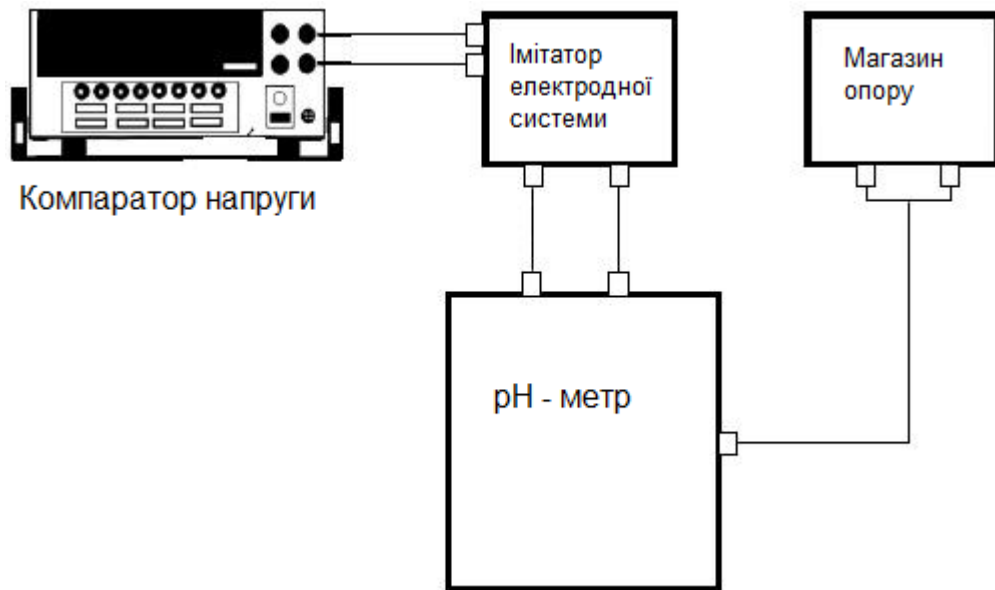 Імітатор
електродної
системи
Магазин
опору
Компаратор напруги
pH - метр